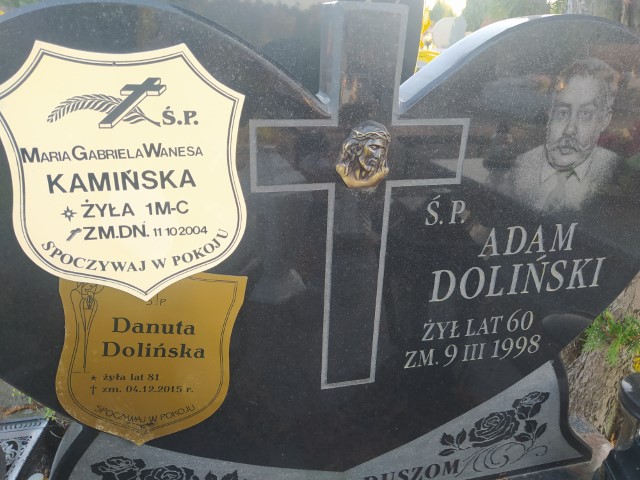 Ś.P.
MARIA GABRIELA WANESA
KAMIŃSKA
ŻYŁA 1 M-C
ZM.DN. 11 10 2004
SPOCZYWAJ W POKOJU
Ś.P
Danuta
Dolińska
żyła lat 81
zm. 04.12.2015 r.
SPOCZYWAJ W POKOJU
Ś.P.
ADAM
DOLIŃSKI
ŻYŁ LAT 60
ZM. 9 III 1998
DUSZOM